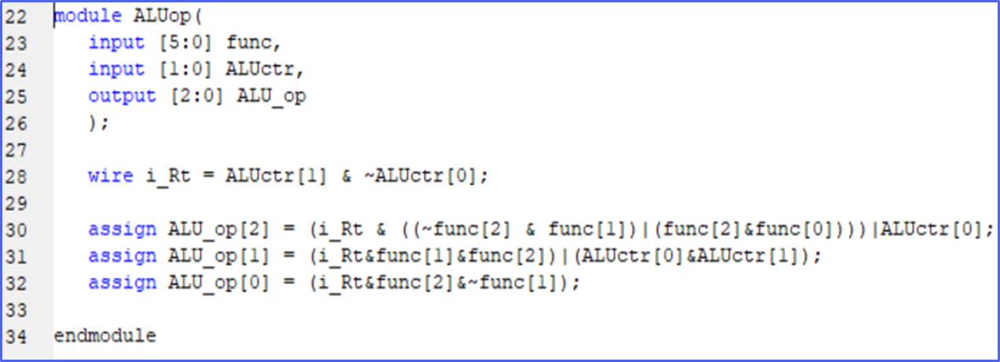 22 module ALUop(
23 input [5:0] func,
24 input [1:0] ALUctr,
25 output [2:0] ALU_op
26 );
27
28 wire i_Rt = ALUctr[1] & ~ALUctr[0];
29
30 assign ALU_op[2] = (i_Rt & ((~func[2] & func[1])|(func[2]&func[0])))|ALUctr[0];
31 assign ALU_op[1] = (i_Rt&func[1]&func[2])|(ALUctr[0]&ALUctr[1]);
32 assign ALU_op[0] = (i_Rt&func[2]&~func[1]);
33
34 endmodule